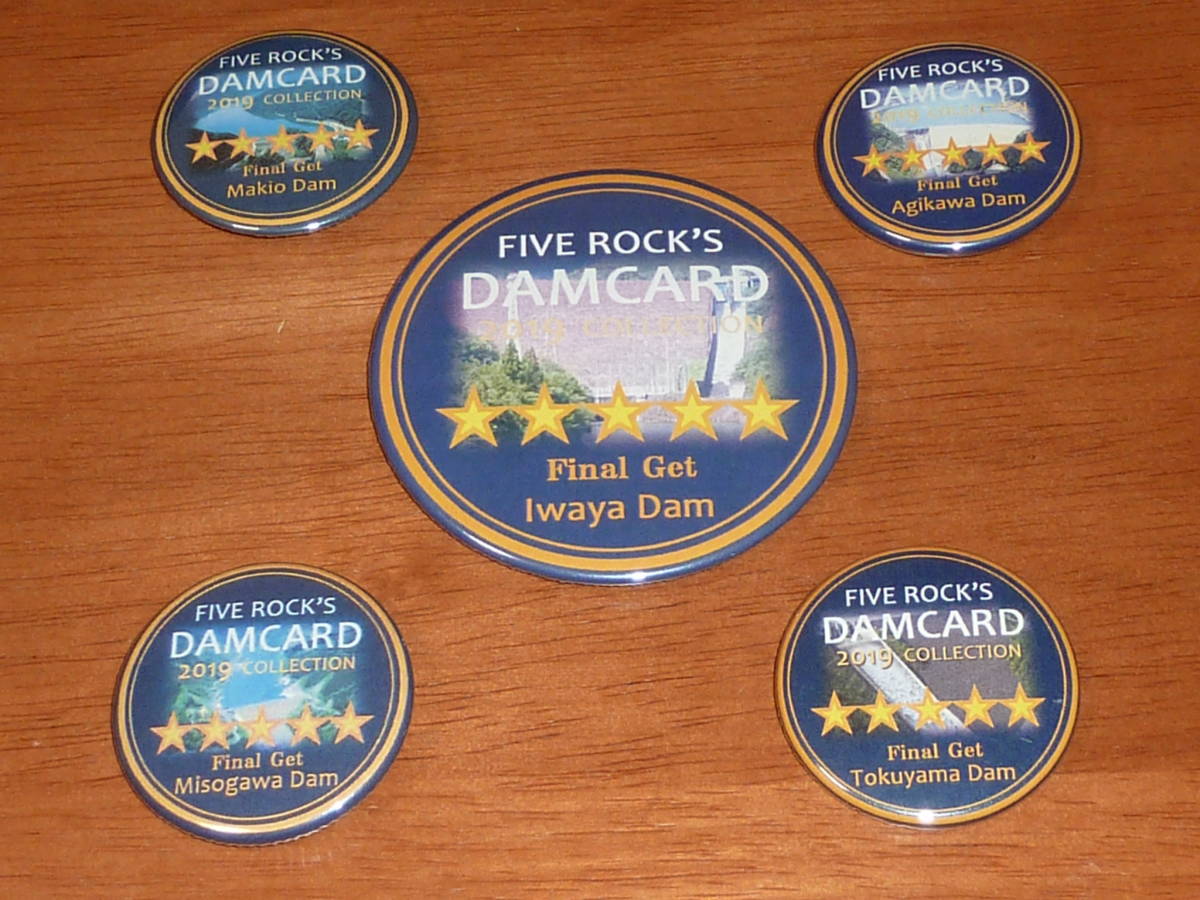 FIVE ROCK'S
DAMCARD
2019 COLLECTION
Final Get
Makio Dam
FIVE ROCK'S
DAMCARD
2019 COLLECTION
Final Get
Agikawa Dam
FIVE ROCK'S
DAMCARD
2019 COLLECTION
Final Get
Iwaya Dam
FIVE ROCK'S
DAMCARD
2019 COLLECTION
Final Get
Misogawa Dam
FIVE ROCK'S
DAMCARD
2019 COLLECTION
Final Get
Tokuyama Dam